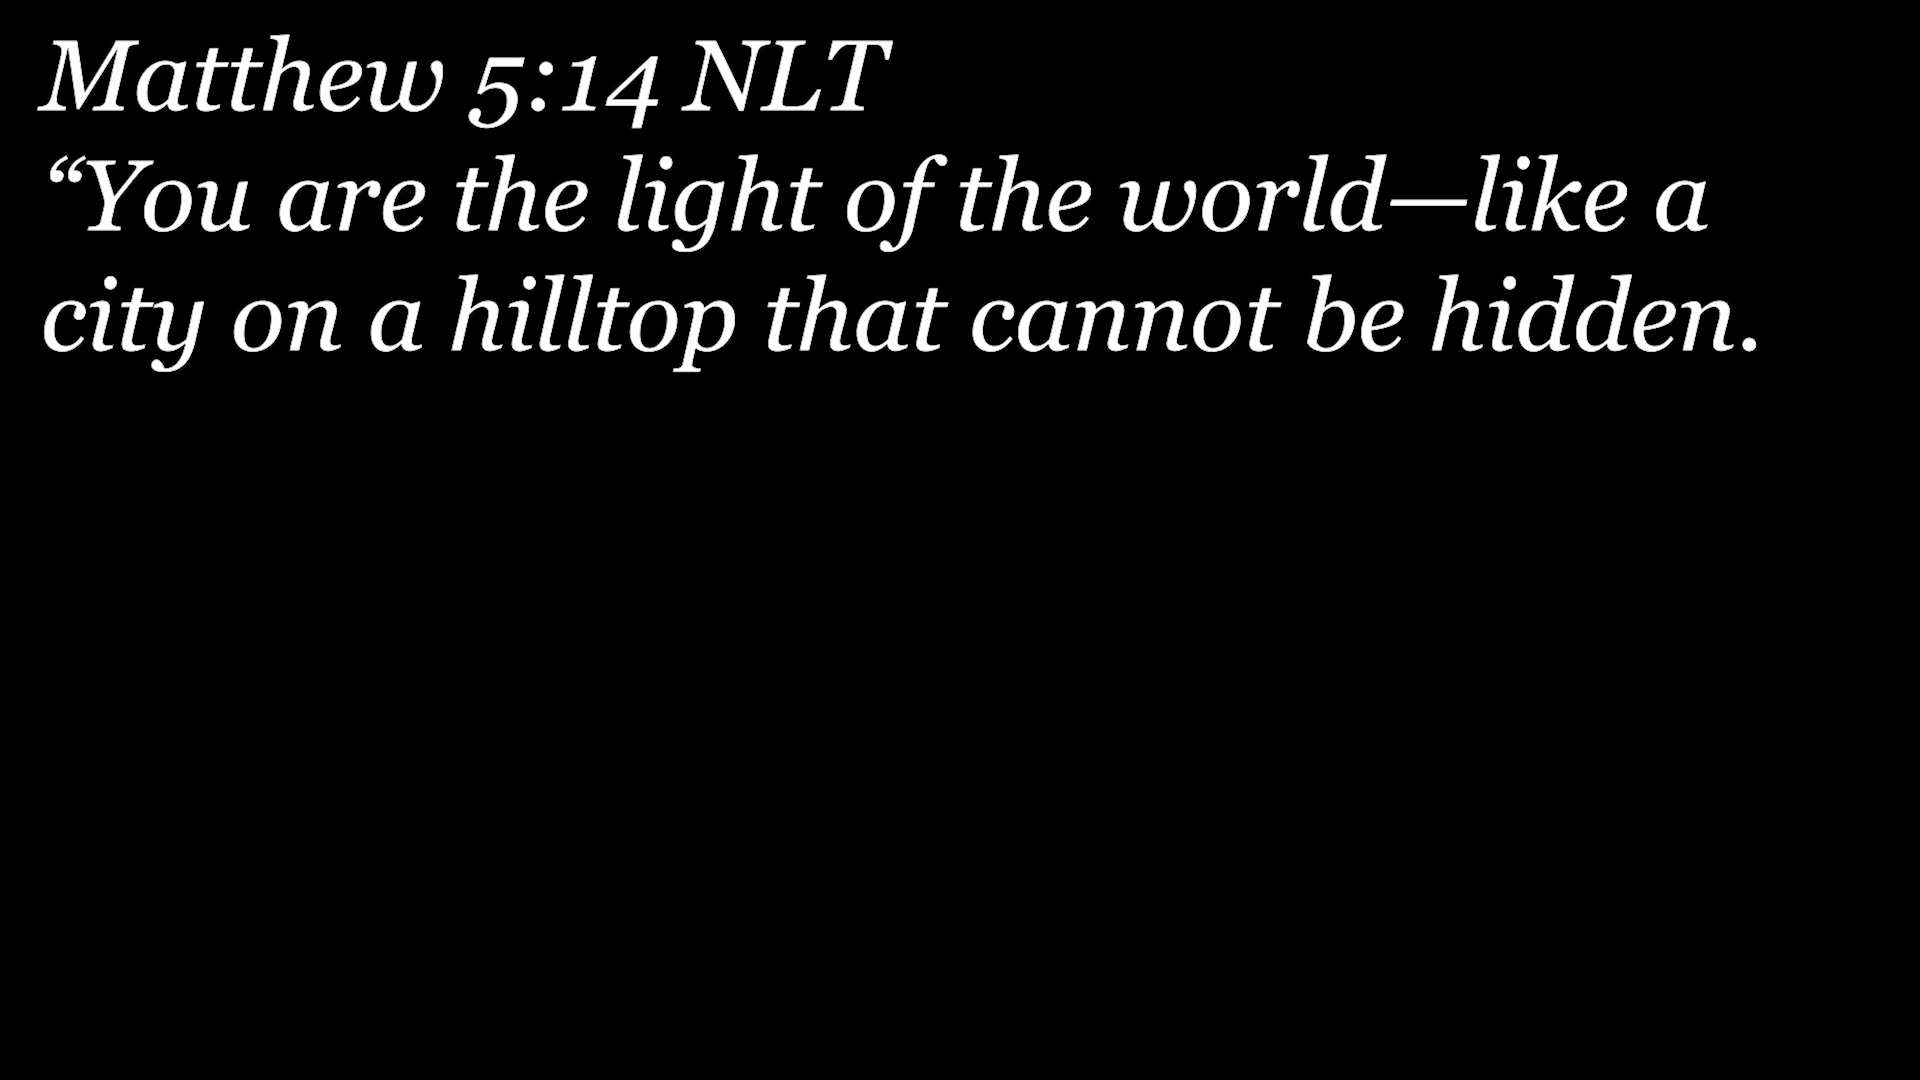 Matthew 5:14 NLT
“You are the light of the world—like a
city on a hilltop that cannot be hidden.